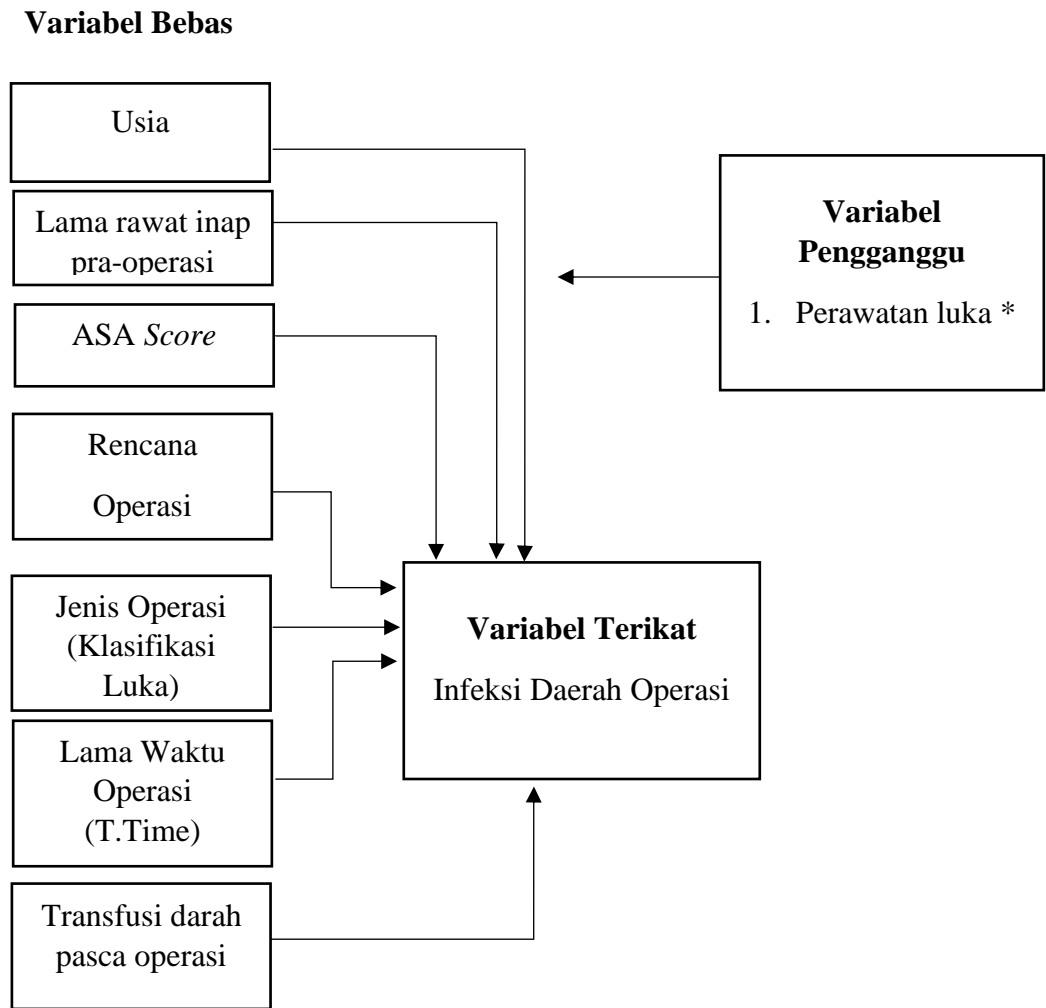 Variabel Bebas
Usia
Lama rawat inap
pra-operasi
ASA Score
Rencana
Operasi
Jenis Operasi
(Klasifikasi
Luka)
Lama Waktu
Operasi
(T.Time)
Transfusi darah
pasca operasi
Variabel
Pengganggu
1. Perawatan luka *
Variabel Terikat
Infeksi Daerah Operasi